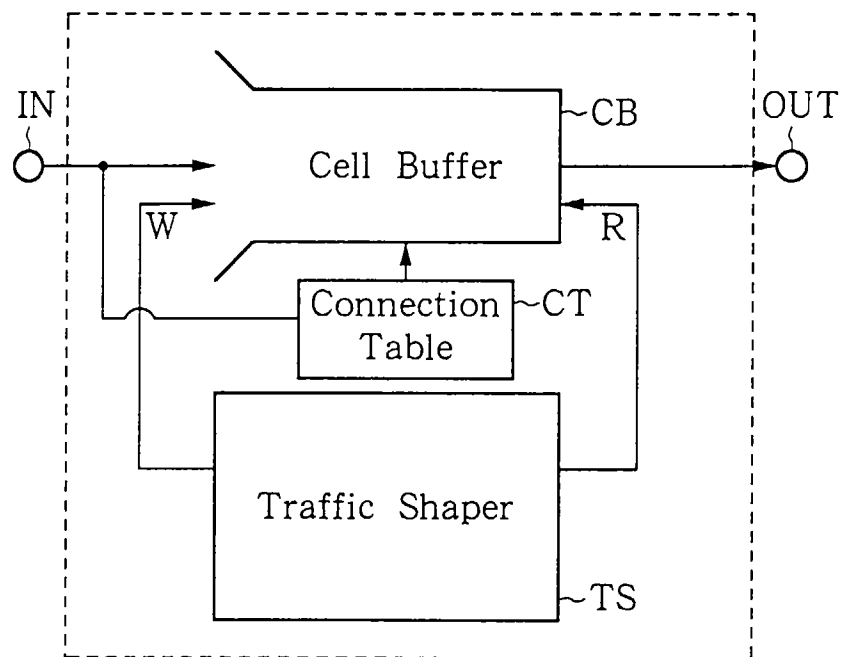 IN
CB
OUT
Cell Buffer
W
R
Connection
Table
CT
Traffic Shaper
TS